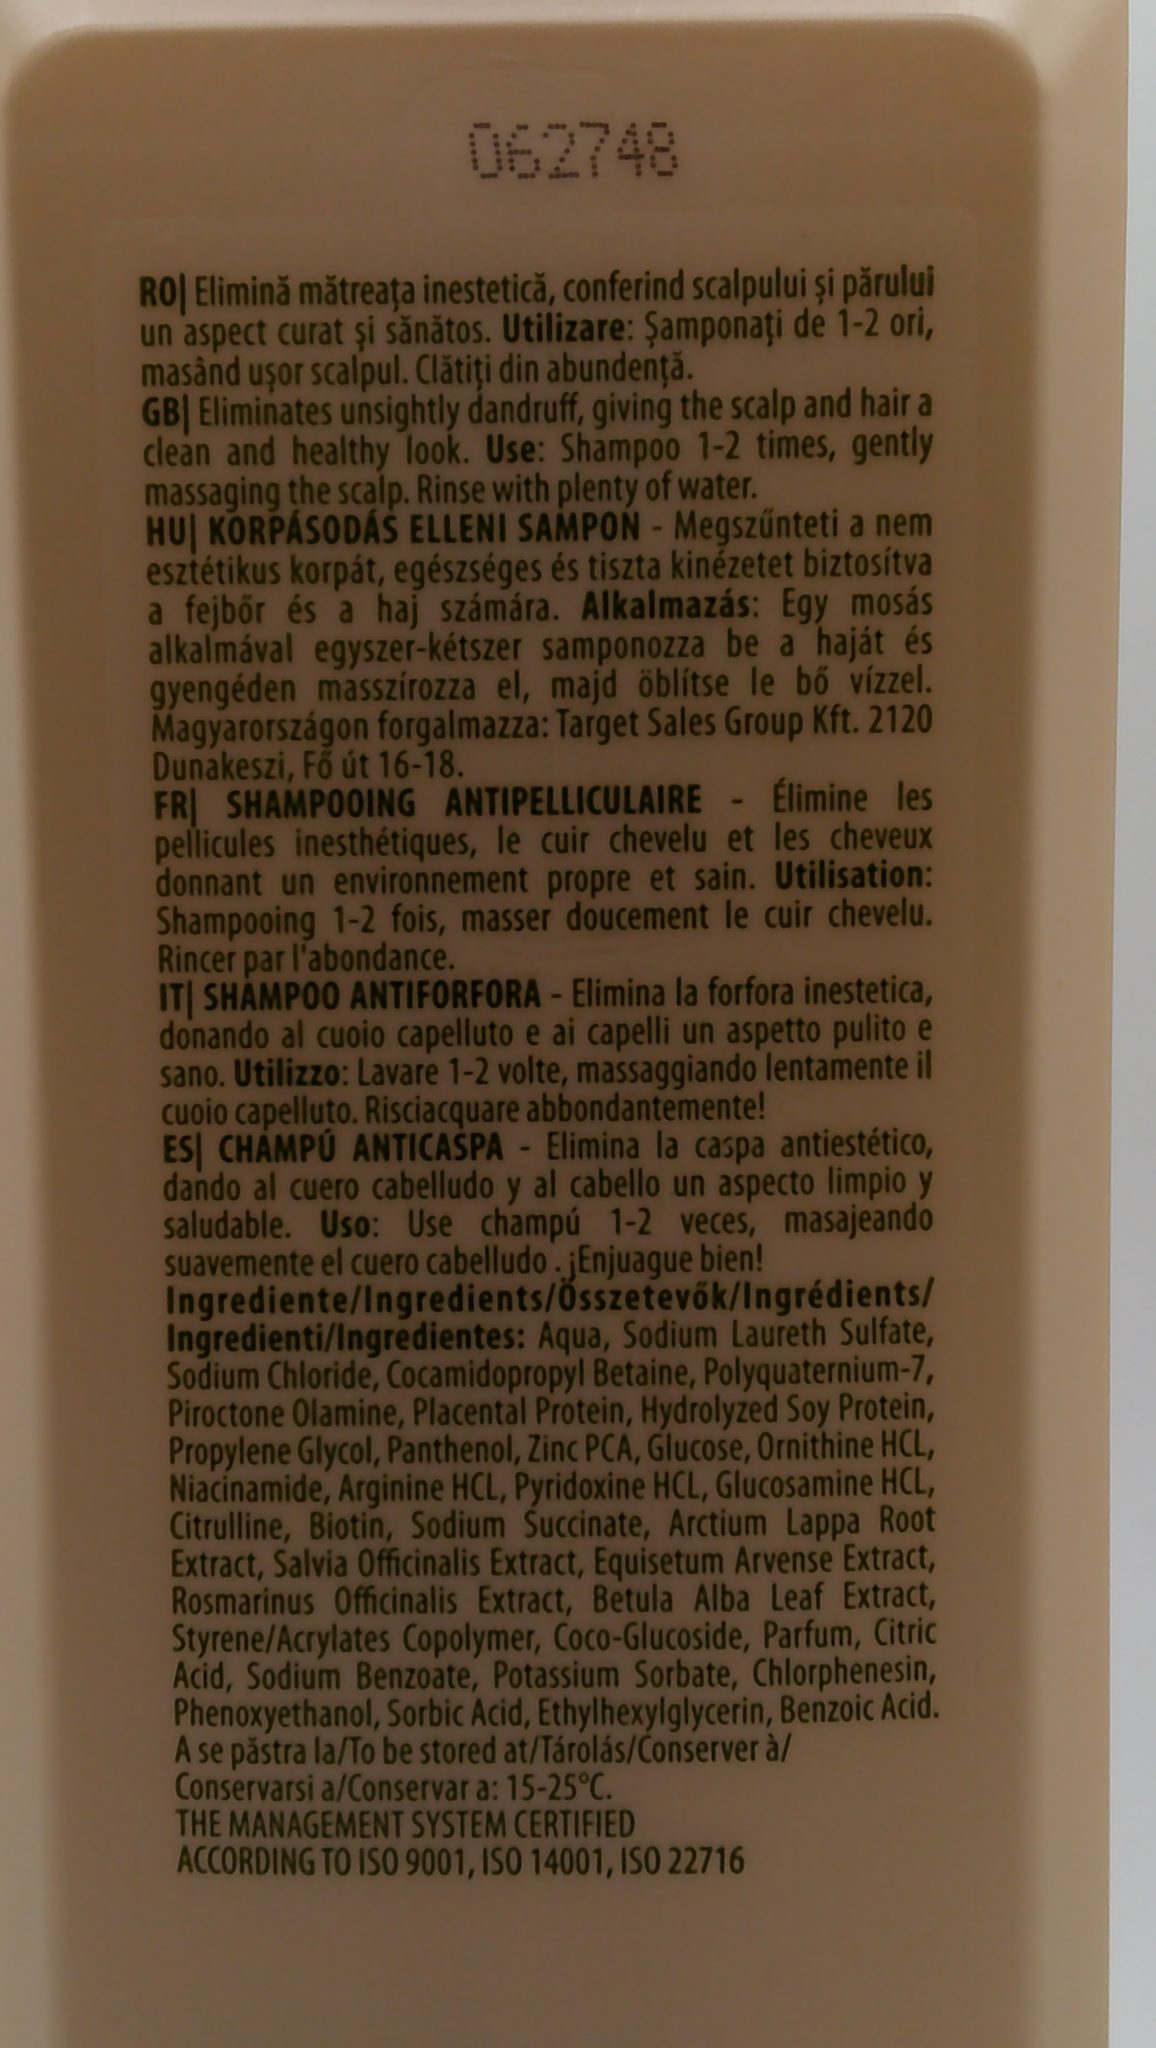 062748
RO| Elimină mătreața inestetică, conferind scalpului și părului
un aspect curat și sănătos. Utilizare: Șamponați de 1-2 ori,
masând ușor scalpul. Clătiți din abundență.
GB| Eliminates unsightly dandruff, giving the scalp and hair a
clean and healthy look. Use: Shampoo 1-2 times, gently
massaging the scalp. Rinse with plenty of water.
HU| KORPÁSODÁS ELLENI SAMPON - Megszűnteti a nem
esztétikus korpát, egészséges és tiszta kinézetet biztosítva
a fejbőr és a haj számára. Alkalmazás: Egy mosás
alkalmával egyszer-kétszer samponozza be a haját és
gyengéden masszírozza el, majd öblítse le bő vízzel.
Magyarországon forgalmazza: Target Sales Group Kft. 2120
Dunakeszi, Fő út 16-18.
FR| SHAMPOOING ANTIPELLICULAIRE - Élimine les
pellicules inesthétiques, le cuir chevelu et les cheveux
donnant un environnement propre et sain. Utilisation:
Shampooing 1-2 fois, masser doucement le cuir chevelu.
Rincer par l'abondance.
IT| SHAMPOO ANTIFORFORA - Elimina la forfora inestetica,
donando al cuoio capelluto e ai capelli un aspetto pulito e
sano. Utilizzo: Lavare 1-2 volte, massaggiando lentamente il
cuoio capelluto. Risciacquare abbondantemente!
ES| CHAMPÚ ANTICASPA - Elimina la caspa antiestético,
dando al cuero cabelludo y al cabello un aspecto limpio y
saludable. Uso: Use champú 1-2 veces, masajeando
suavemente el cuero cabelludo . ¡Enjuague bien!
Ingrediente/Ingredients/Összetevők/Ingrédients/
Ingredienti/Ingredientes: Aqua, Sodium Laureth Sulfate,
Sodium Chloride, Cocamidopropyl Betaine, Polyquaternium-7,
Piroctone Olamine, Placental Protein, Hydrolyzed Soy Protein,
Propylene Glycol, Panthenol, Zinc PCA, Glucose, Ornithine HCL,
Niacinamide, Arginine HCL, Pyridoxine HCL, Glucosamine HCL,
Citrulline, Biotin, Sodium Succinate, Arctium Lappa Root
Extract, Salvia Officinalis Extract, Equisetum Arvense Extract,
Rosmarinus Officinalis Extract, Betula Alba Leaf Extract,
Styrene/Acrylates Copolymer, Coco-Glucoside, Parfum, Citric
Acid, Sodium Benzoate, Potassium Sorbate, Chlorphenesin,
Phenoxyethanol, Sorbic Acid, Ethylhexylglycerin, Benzoic Acid.
A se păstra la/To be stored at/Tárolás/Conserver à/
Conservarsi a/Conservar a: 15-25°C.
THE MANAGEMENT SYSTEM CERTIFIED
ACCORDING TO ISO 9001, ISO 14001, ISO 22716